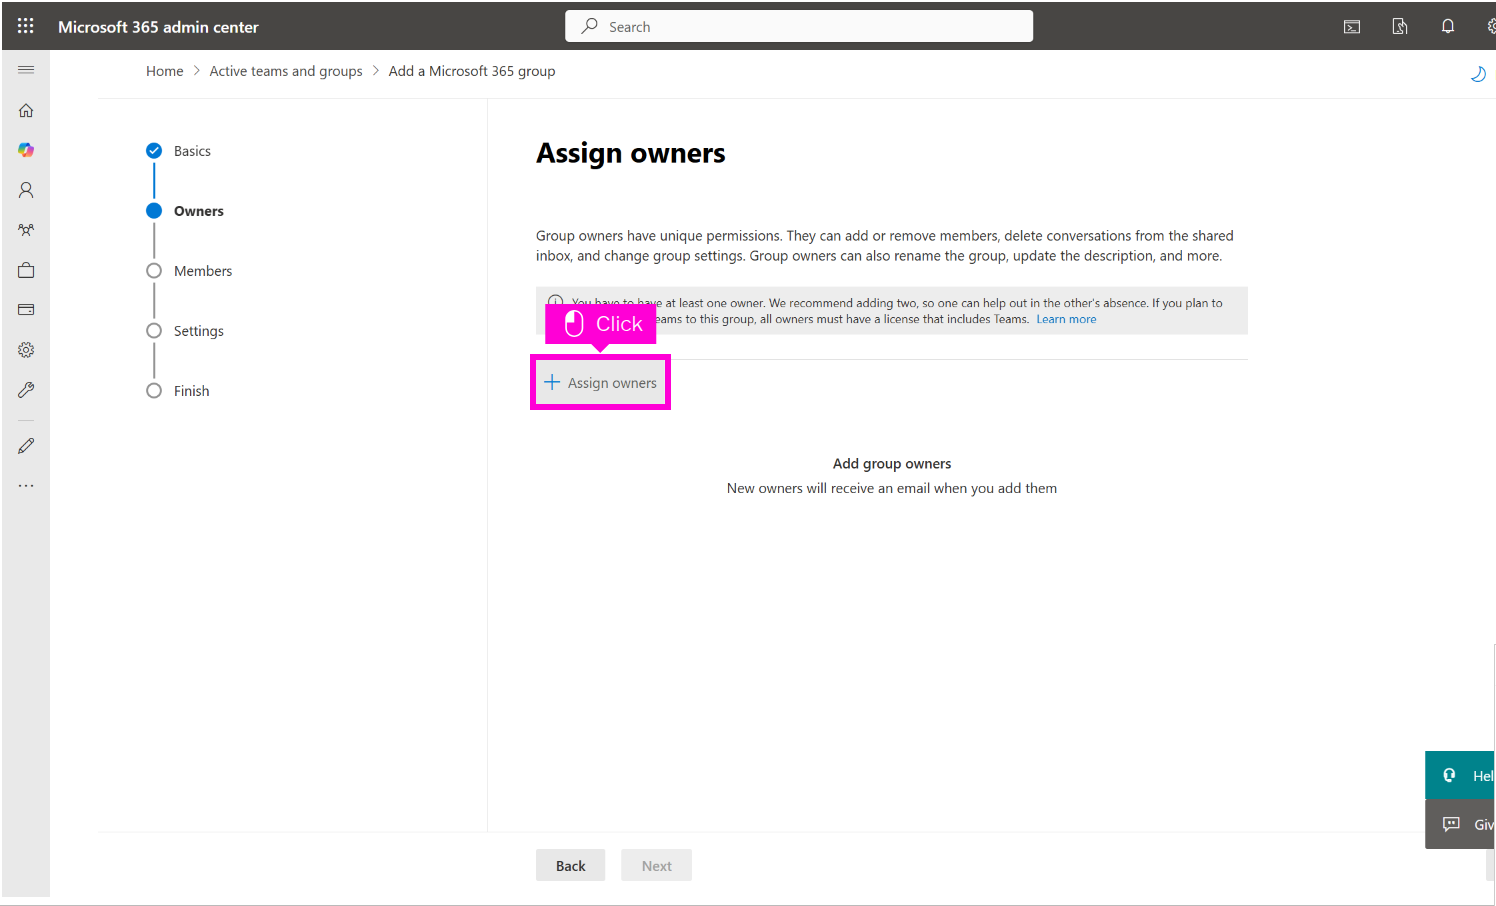 Microsoft 365 admin center
Search
Home > Active teams and groups > Add a Microsoft 365 group
Basics
Owners
Members
Settings
Finish
Assign owners
Group owners have unique permissions. They can add or remove members, delete conversations from the shared
inbox, and change group settings. Group owners can also rename the group, update the description, and more.
You have to have at least one owner. We recommend adding two, so one can help out in the other's absence. If you plan to
eams to this group, all owners must have a license that includes Teams. Learn more
Click
Assign owners
Add group owners
New owners will receive an email when you add them
Hel
Giv
Back
Next